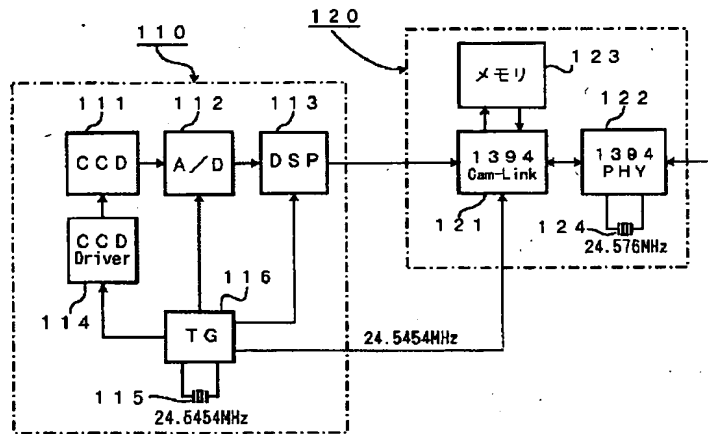 110
120
111
112
113
CCD
A/D
DSP
CCD
Driver
114
116
TG
115
24.5454MHz
24.5454MHz
メモリ
123
122
1394
Cam-Link
121
1394
PHY
124
24.576MHz